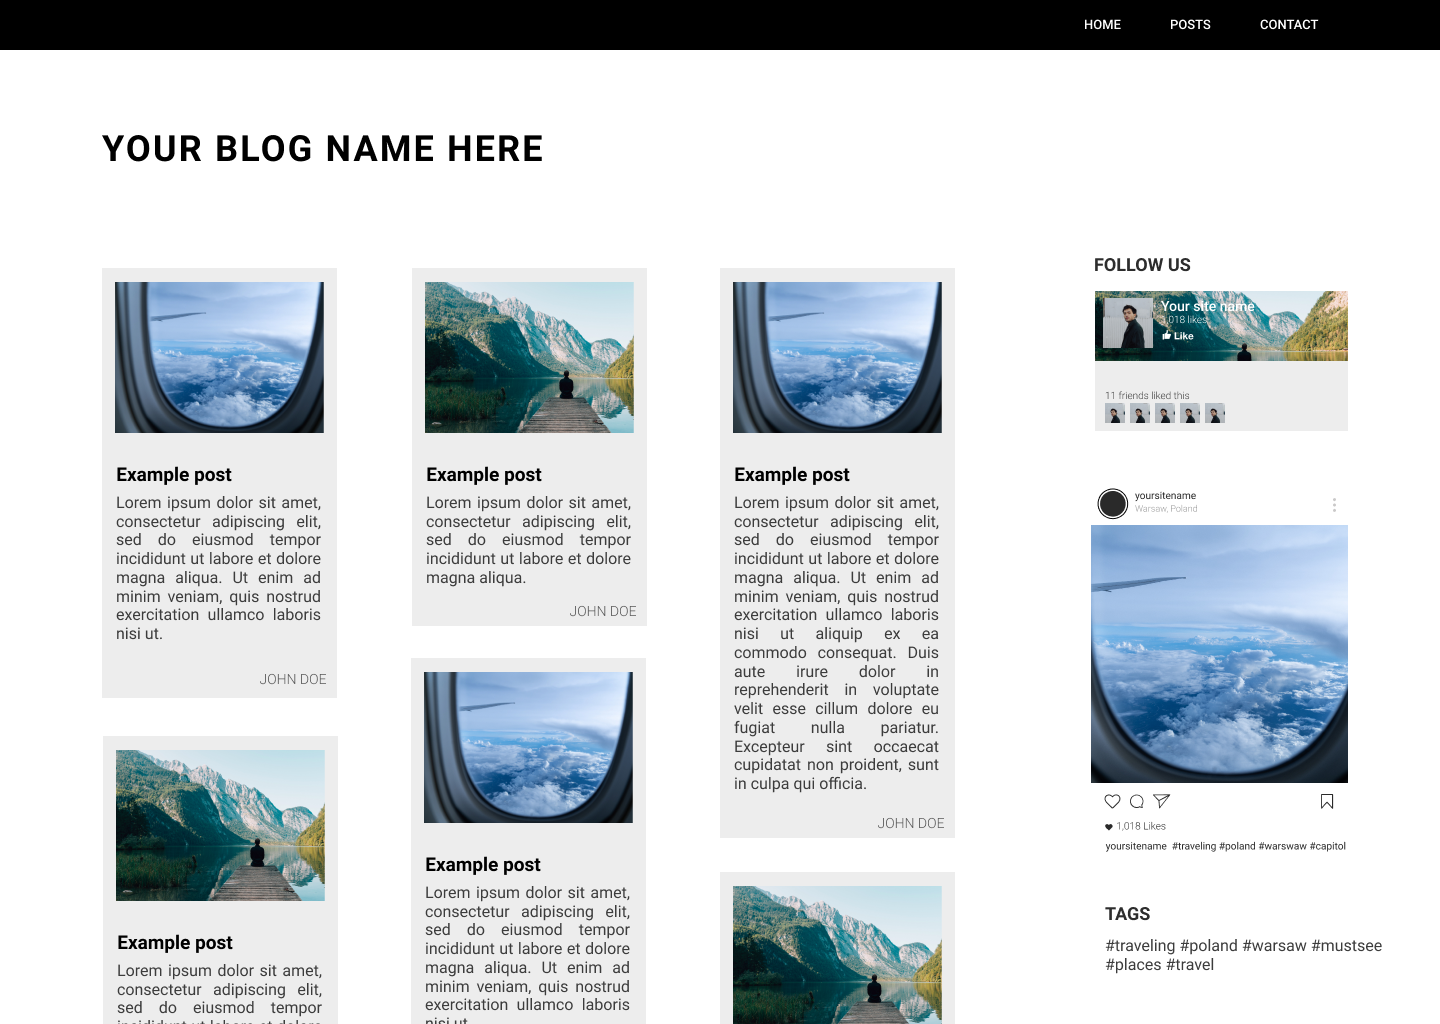 HOME POSTS CONTACT
YOUR BLOG NAME HERE
Example post
Lorem ipsum dolor sit amet,
consectetur adipiscing elit,
sed do eiusmod tempor
incididunt ut labore et dolore
magna aliqua. Ut enim ad
minim veniam, quis nostrud
exercitation ullamco laboris
nisi ut.
JOHN DOE
Example post
Lorem ipsum dolor sit amet,
consectetur adipiscing elit,
sed do eiusmod tempor
incididunt ut labore et dolore
Example post
Lorem ipsum dolor sit amet,
consectetur adipiscing elit,
sed do eiusmod tempor
incididunt ut labore et dolore
magna aliqua.
JOHN DOE
Example post
Lorem ipsum dolor sit amet,
consectetur adipiscing elit,
sed do eiusmod tempor
incididunt ut labore et dolore
magna aliqua. Ut enim ad
minim veniam, quis nostrud
exercitation ullamco laboris
nisi ut.
Example post
Lorem ipsum dolor sit amet,
consectetur adipiscing elit,
sed do eiusmod tempor
incididunt ut labore et dolore
magna aliqua. Ut enim ad
minim veniam, quis nostrud
exercitation ullamco laboris
nisi ut aliquip ex ea
commodo consequat. Duis
aute irure dolor in
reprehenderit in voluptate
velit esse cillum dolore eu
fugiat nulla pariatur.
Excepteur sint occaecat
cupidatat non proident, sunt
in culpa qui officia.
JOHN DOE
FOLLOW US
Your site name
1,018 likes
Like
11 friends liked this
yoursitename
Warsaw, Poland
1,018 Likes
yoursitename #traveling #poland #warswaw #capitol
TAGS
#traveling #poland #warsaw #mustsee
#places #travel